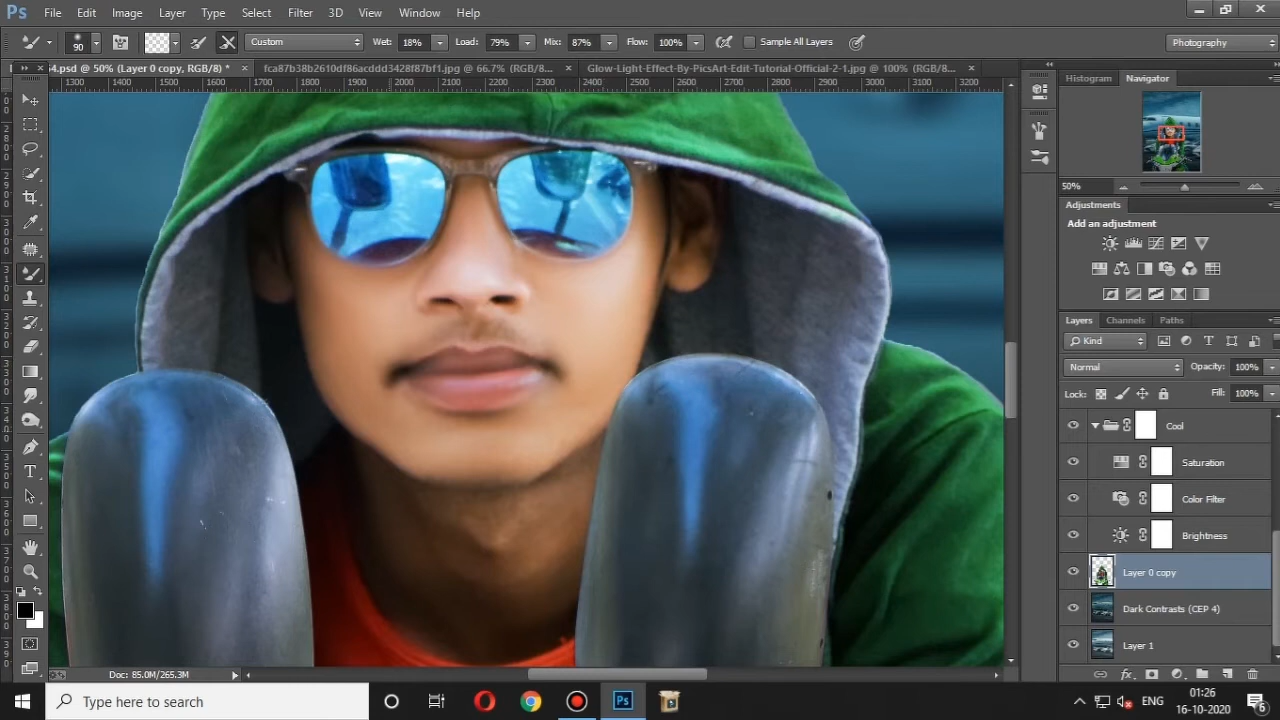 Ps File Edit Image Layer Type Select Filter 3D View Window Help
90 Custom Wet: 18% Load: 79% Mix: 87% Flow: 100% Sample All Layers Photography
4.psd @ 50% (Layer 0 copy, RGB/8) * × fca87b38b2610df86acddd3428f87bf1.jpg @ 66.7% (RGB/8... × Glow-Light-Effect-By-PicsArt-Edit-Tutorial-Official-2-1.jpg @ 100% (RGB/8... ×
1300 1400 1500 1600 1700 1800 1900 2000 2100 2200 2300 2400 2500 2600 2700 2800 2900 3000 3100 3200
Histogram Navigator
50%
Adjustments
Add an adjustment
Layers Channels Paths
Kind
Normal Opacity: 100%
Lock: Fill: 100%
Cool
Saturation
Color Filter
Brightness
Layer 0 copy
Dark Contrasts (CEP 4)
Layer 1
50% Doc: 85.0M/265.3M
Type here to search
Ps
ENG
01:26
16-10-2020
6